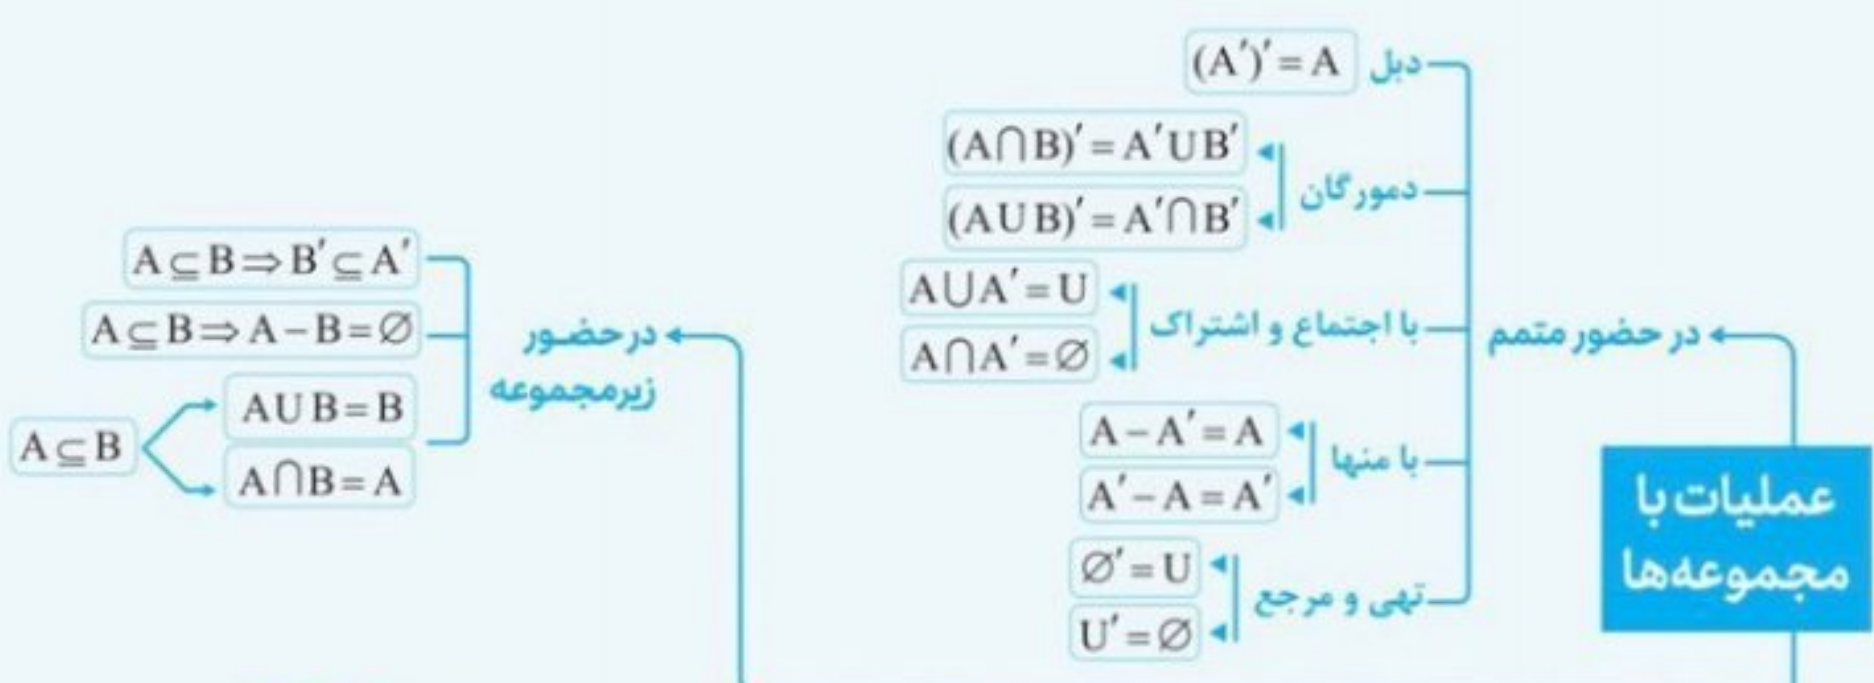 عملیات با
مجموعه‌ها
در حضور متمم
دبل
(A′)′ = A
دمورگان
(A∩B)′ = A′∪B′
(A∪B)′ = A′∩B′
با اجتماع و اشتراک
A∪A′ = U
A∩A′ = ∅
با منها
A − A′ = A
A′ − A = A′
تهی و مرجع
∅′ = U
U′ = ∅
در حضور
زیرمجموعه
A ⊆ B ⇒ B′ ⊆ A′
A ⊆ B ⇒ A − B = ∅
A ⊆ B
A∪B = B
A∩B = A